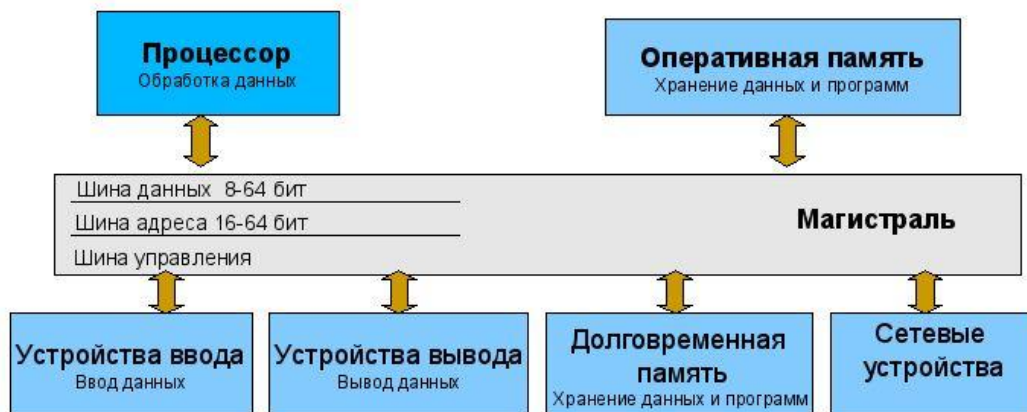 Процессор
Обработка данных
Оперативная память
Хранение данных и программ
Шина данных 8-64 бит
Шина адреса 16-64 бит
Шина управления
Магистраль
Устройства ввода
Ввод данных
Устройства вывода
Вывод данных
Долговременная
память
Хранение данных и программ
Сетевые
устройства